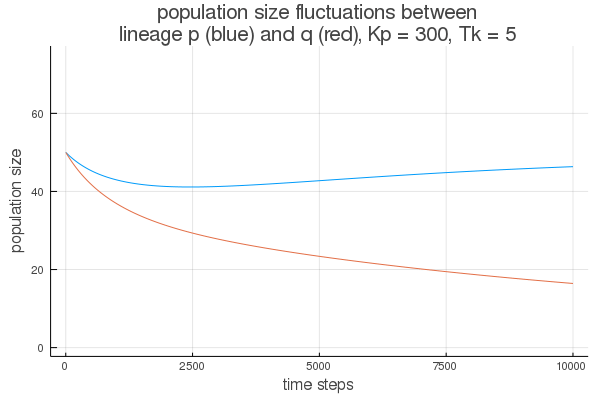 population size fluctuations between
lineage p (blue) and q (red), Kp = 300, Tk = 5
population size
60
40
20
0
0
2500
5000
7500
10000
time steps